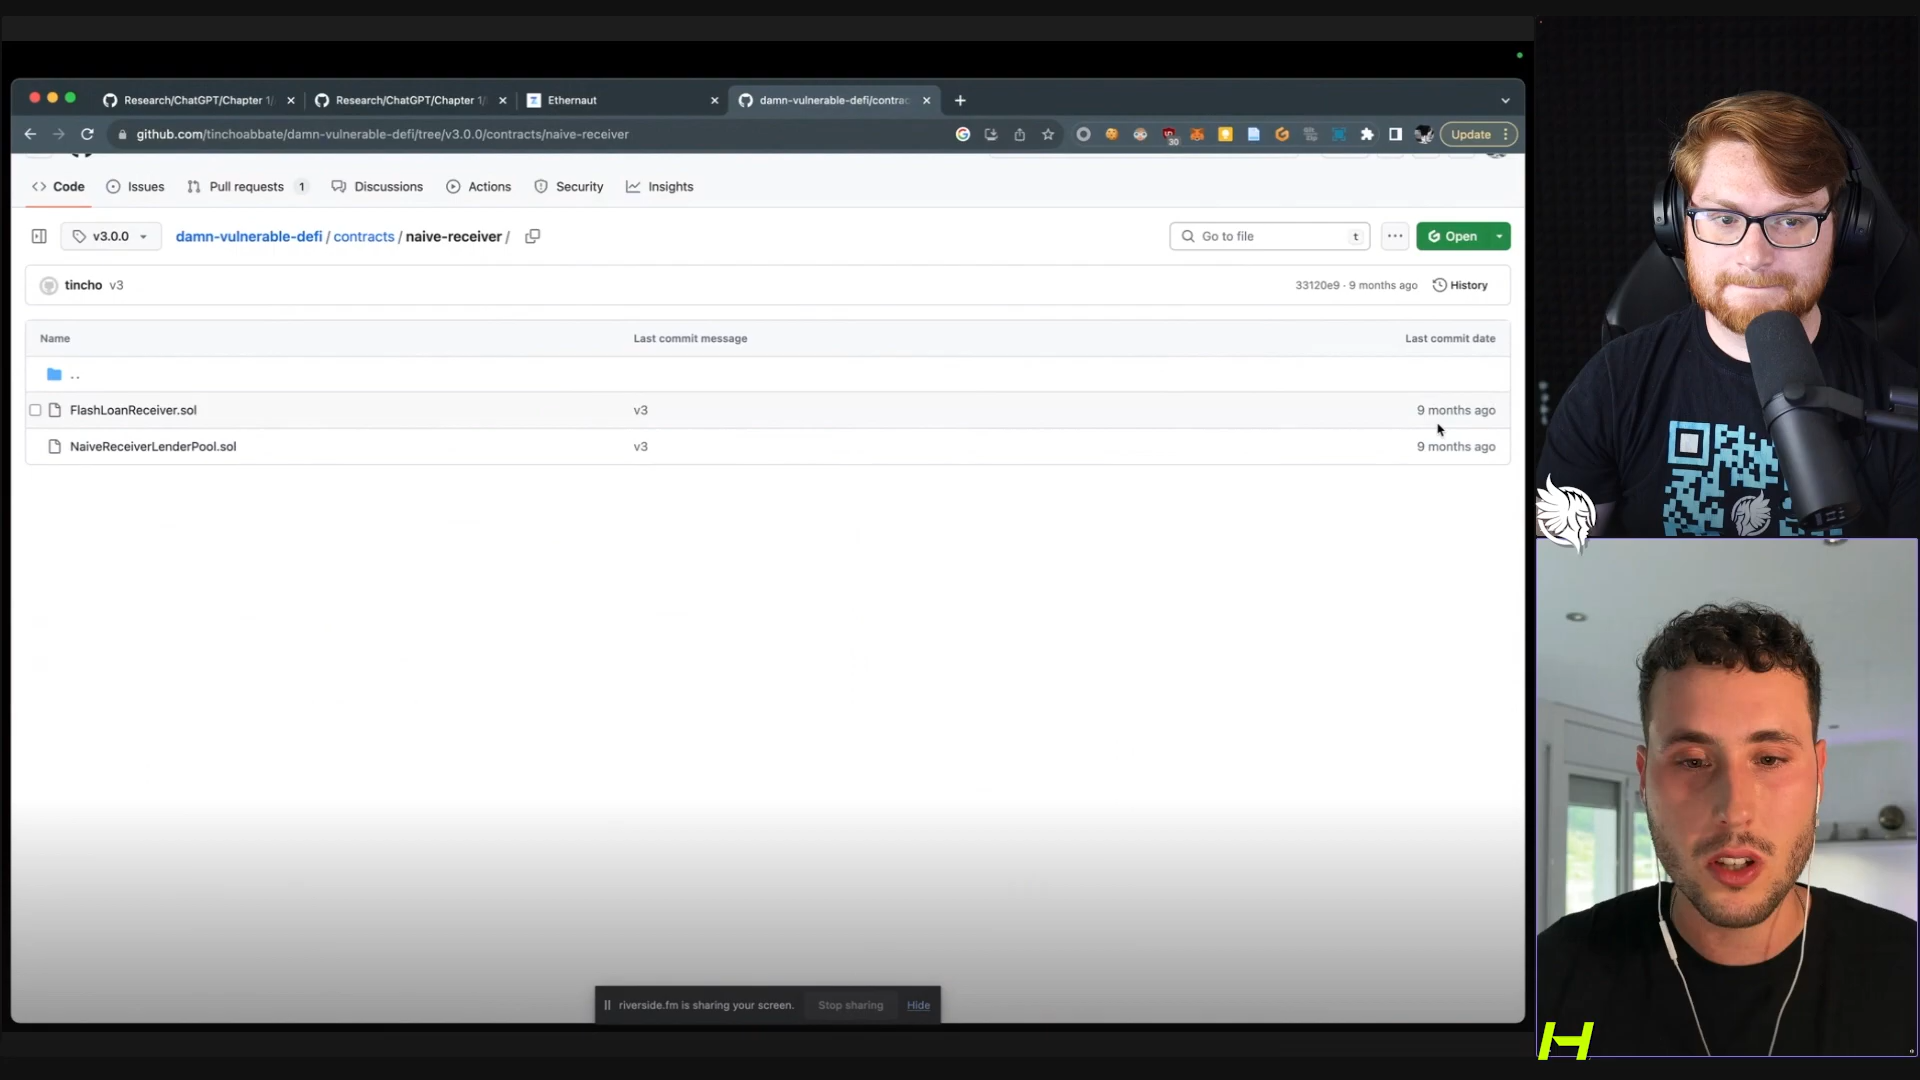 Research/ChatGPT/Chapter 1/
Research/ChatGPT/Chapter 1/
Ethernaut
damn-vulnerable-defi/contrac
github.com/tinchoabbate/damn-vulnerable-defi/tree/v3.0.0/contracts/naive-receiver
30
Update
Code
Issues
Pull requests 1
Discussions
Actions
Security
Insights
v3.0.0
damn-vulnerable-defi / contracts / naive-receiver /
Go to file t
Open
tincho v3
33120e9 · 9 months ago
History
Name Last commit message Last commit date
..
FlashLoanReceiver.sol v3 9 months ago
NaiveReceiverLenderPool.sol v3 9 months ago
riverside.fm is sharing your screen. Stop sharing Hide
H